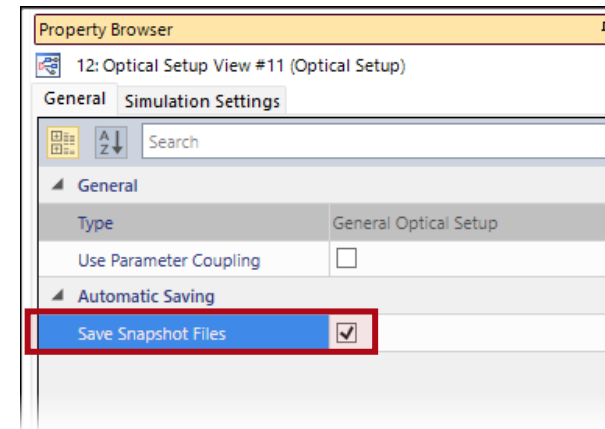 Property Browser
12: Optical Setup View #11 (Optical Setup)
General Simulation Settings
A Z Search
General
Type General Optical Setup
Use Parameter Coupling
Automatic Saving
Save Snapshot Files